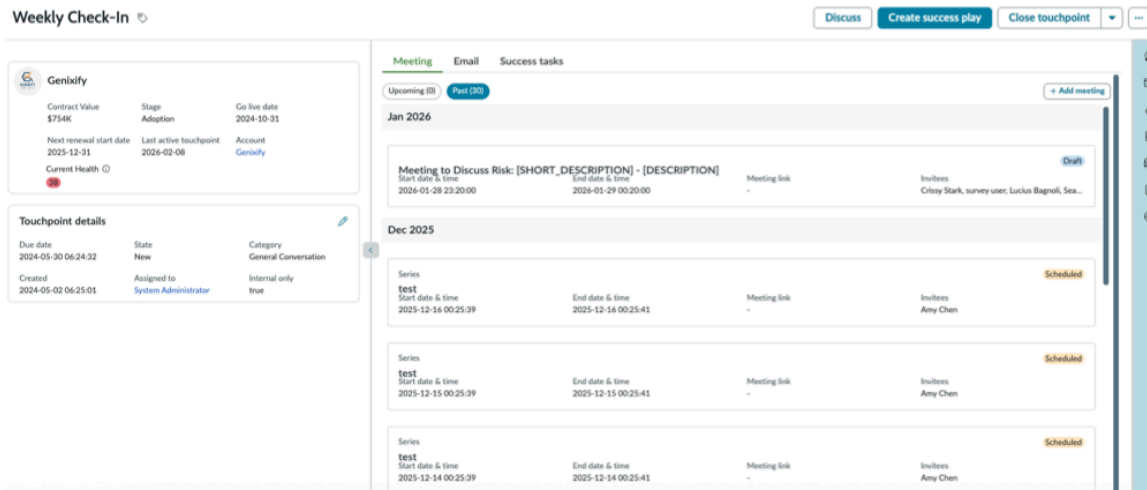 Weekly Check-In
Discuss
Create success play
Close touchpoint
Genixify
Contract Value Stage Go live date
$754K Adoption 2024-10-31
Next renewal start date Last active touchpoint Account
2025-12-31 2026-02-08 Genixify
Current Health
38
Touchpoint details
Due date State Category
2024-05-30 06:24:32 New General Conversation
Created Assigned to Internal only
2024-05-02 06:25:01 System Administrator true
Meeting Email Success tasks
Upcoming (0) Past (30) + Add meeting
Jan 2026
Draft
Meeting to Discuss Risk: [SHORT_DESCRIPTION] - [DESCRIPTION]
Start date & time End date & time Meeting link Invitees
2026-01-28 23:20:00 2026-01-29 00:20:00 - Crissy Stark, survey user, Lucius Bagnoli, Sea...
Dec 2025
Series Scheduled
test
Start date & time End date & time Meeting link Invitees
2025-12-16 00:25:39 2025-12-16 00:25:41 - Amy Chen
Series Scheduled
test
Start date & time End date & time Meeting link Invitees
2025-12-15 00:25:39 2025-12-15 00:25:41 - Amy Chen
Series Scheduled
test
Start date & time End date & time Meeting link Invitees
2025-12-14 00:25:39 2025-12-14 00:25:41 - Amy Chen